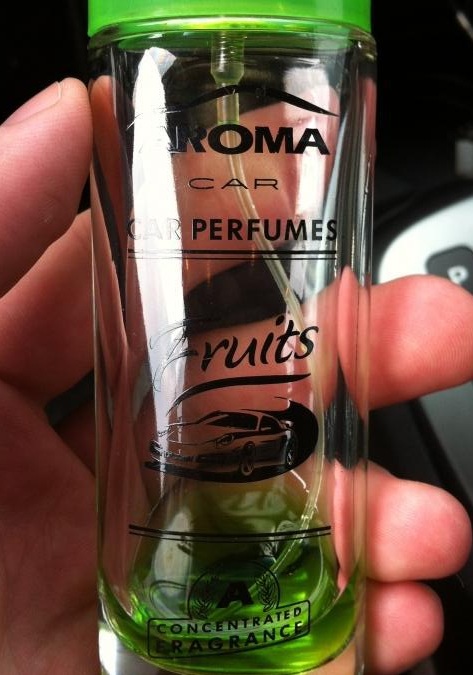 AROMA
CAR
CAR PERFUMES
Fruits
A
CONCENTRATED
FRAGRANCE